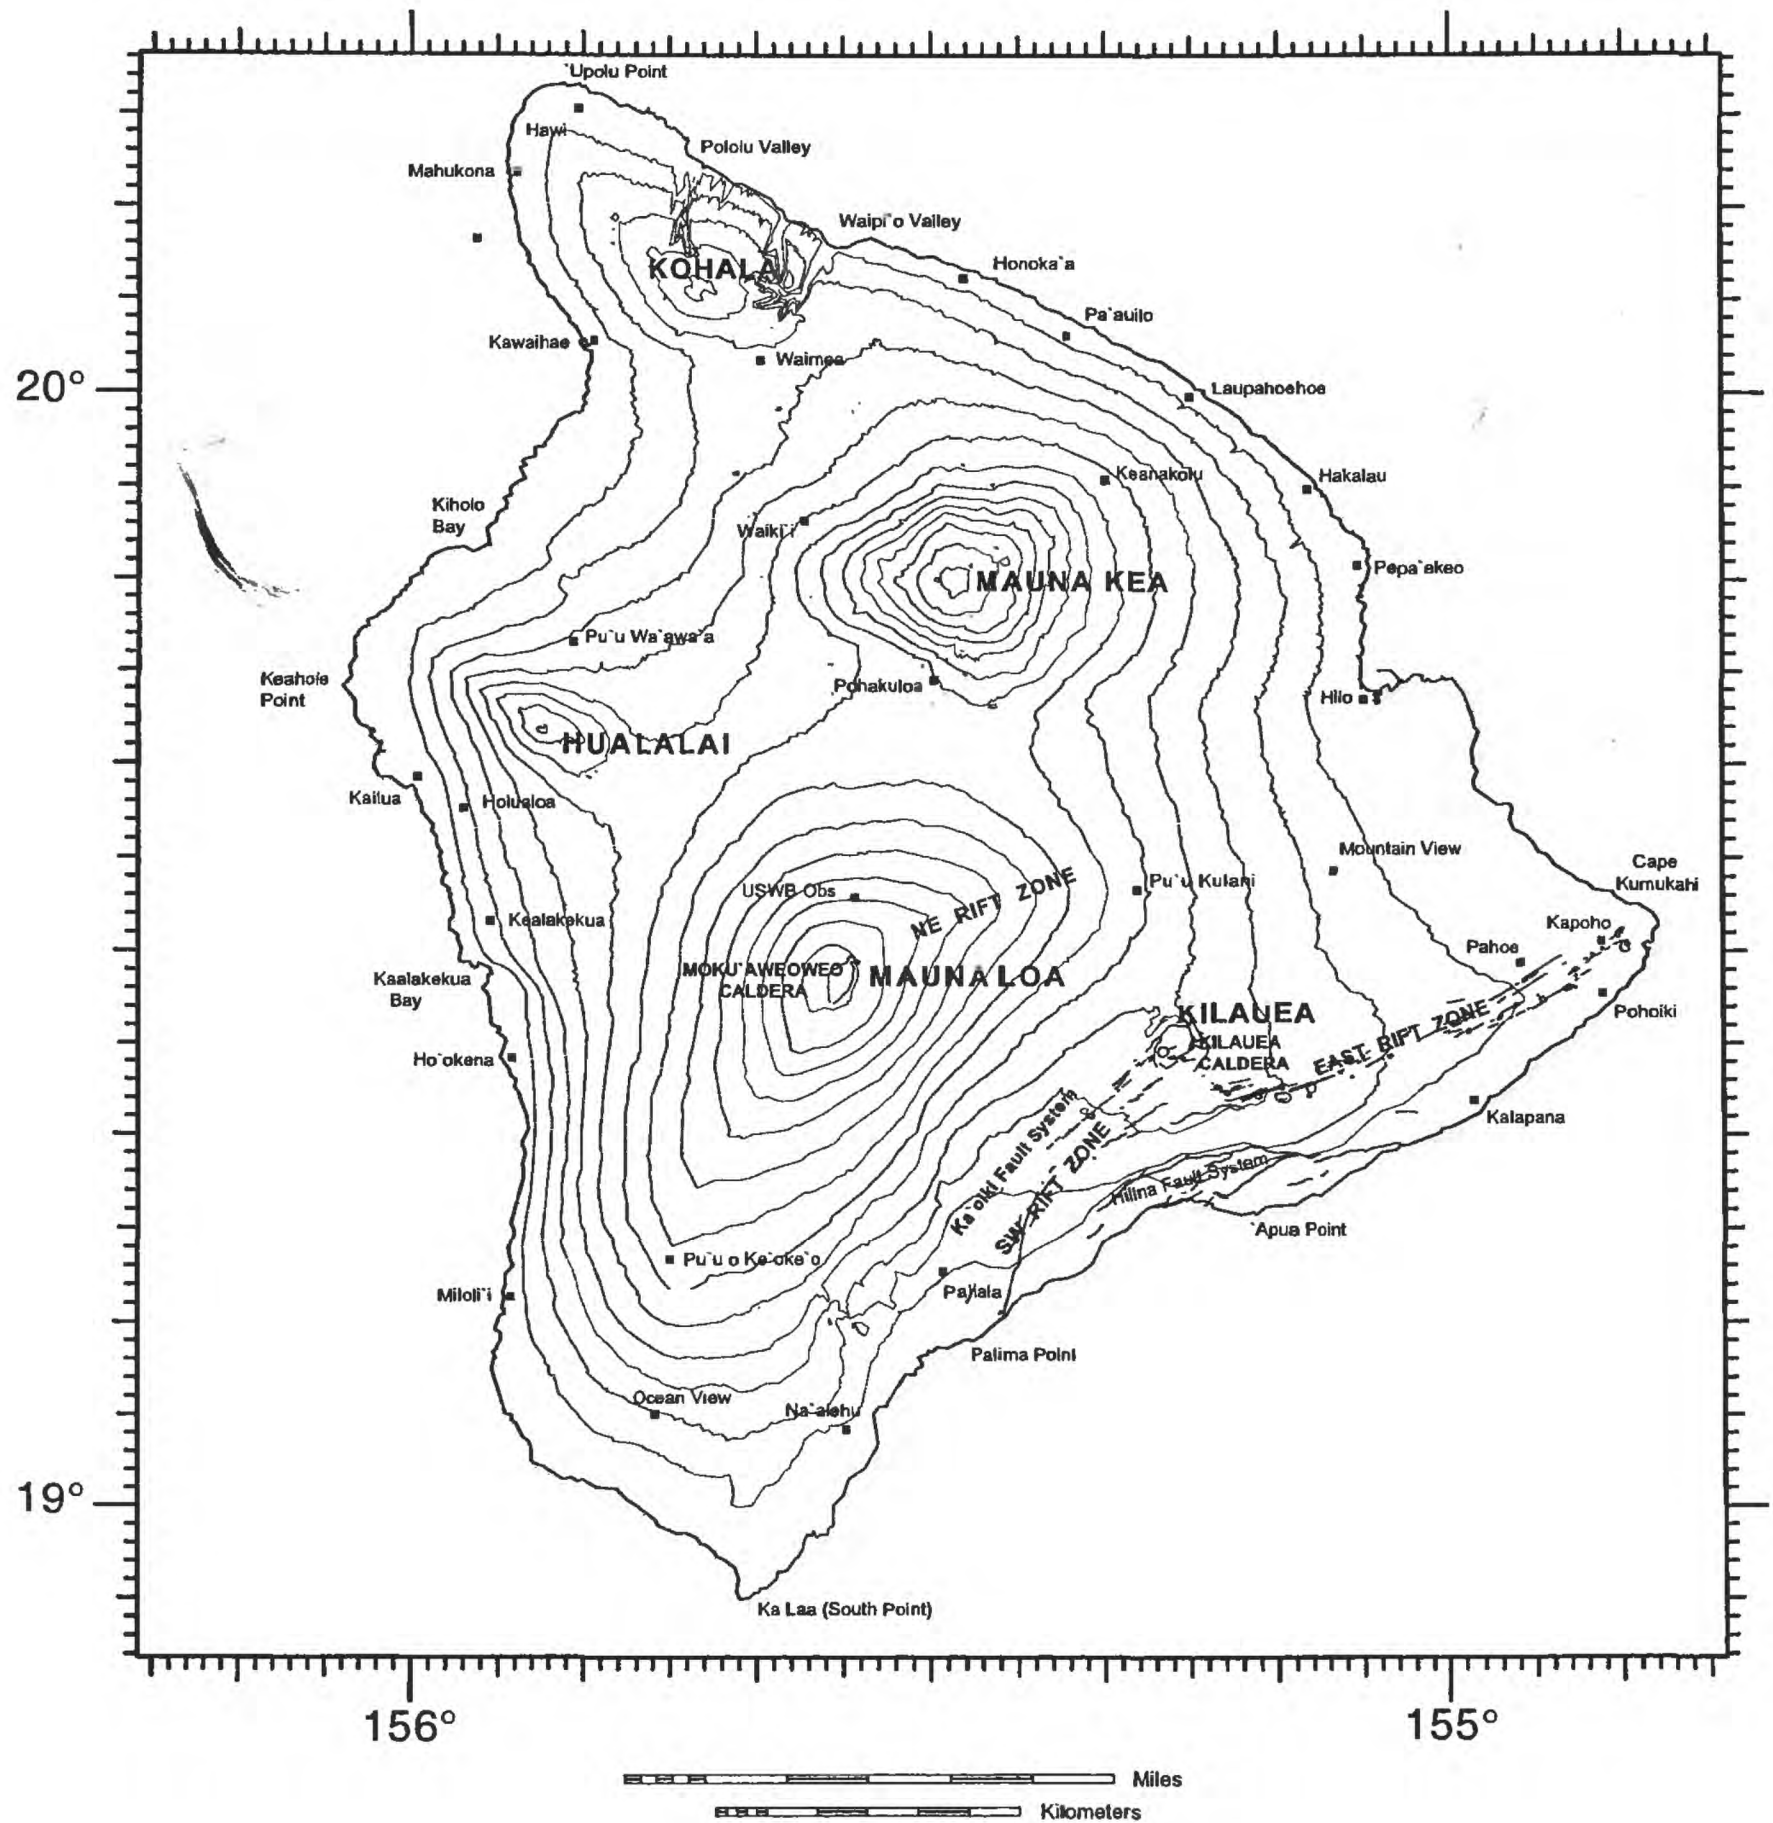 `Upolu Point
Hawi
Pololu Valley
Mahukona
Waipi`o Valley
Honoka`a
KOHALA
Pa`auilo
Kawaihae
Waimea
20°
Laupahoehoe
Keanakolu
Hakalau
Kiholo
Bay
Waiki`i
MAUNA KEA
Pepa`ekeo
Pu`u Wa`awa`a
Keahole
Point
Pohakuloa
Hilo
HUALALAI
Kailua
Holualoa
Mountain View
Cape
Kumukahi
USWB Obs
NE RIFT ZONE
Pu`u Kulani
Kealakekua
Kapoho
Pahoe
MOKU`AWEOWEO
CALDERA
MAUNA LOA
Kaalakekua
Bay
KILAUEA
Pohoiki
KILAUEA
CALDERA
EAST RIFT ZONE
Ho`okena
Kalapana
Ka`oiki Fault System
SW RIFT ZONE
Hilina Fault System
`Apua Point
Pu`u o Ke`oke`o
Miloli`i
Pahala
Palima Point
Ocean View
Na`alehu
19°
Ka Laa (South Point)
156°
155°
Miles
Kilometers